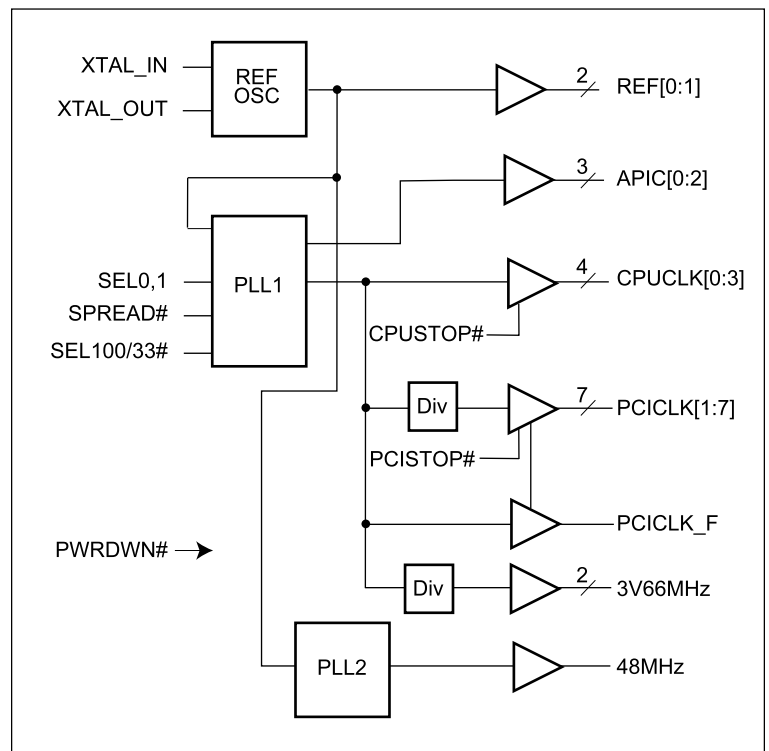 XTAL_IN
XTAL_OUT
REF
OSC
2
REF[0:1]
3
APIC[0:2]
PLL1
SEL0,1
SPREAD#
SEL100/33#
4
CPUCLK[0:3]
CPUSTOP#
Div
7
PCICLK[1:7]
PCISTOP#
PCICLK_F
PWRDWN#
Div
2
3V66MHz
PLL2
48MHz